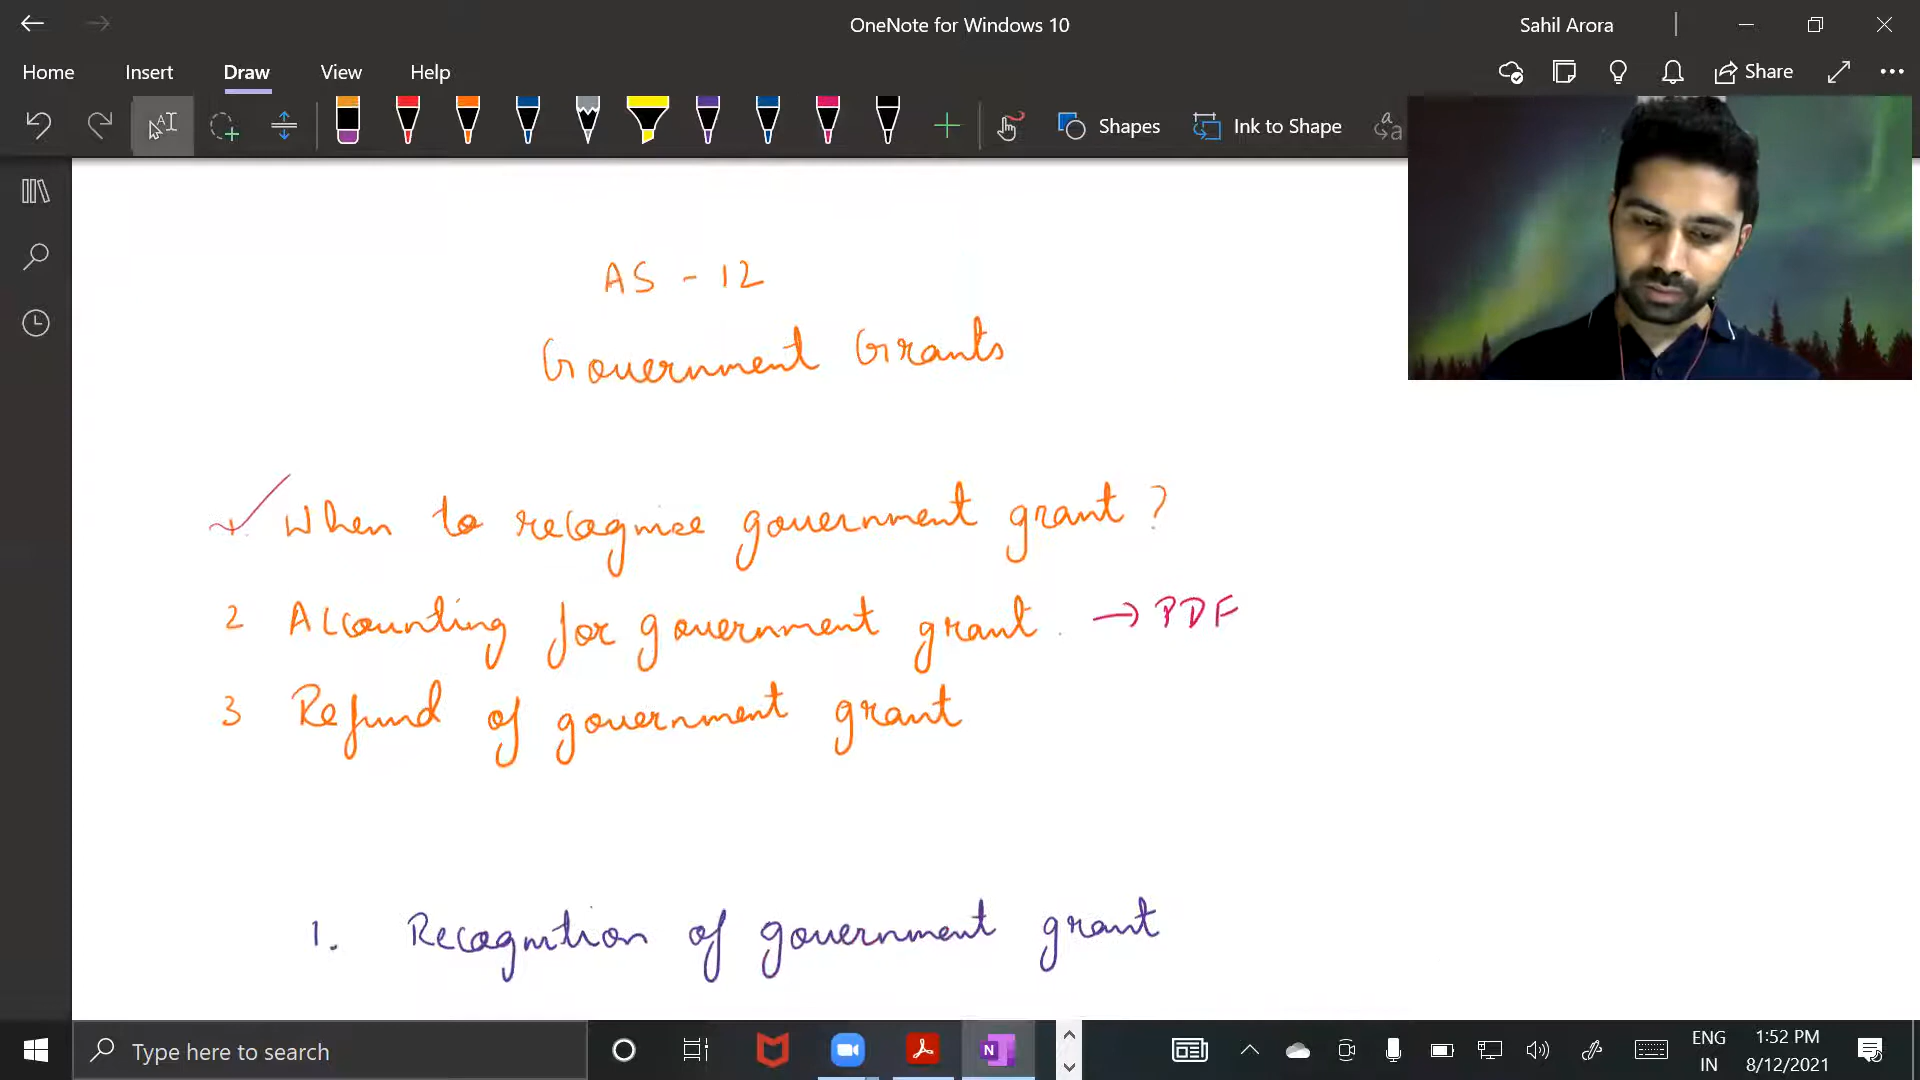 OneNote for Windows 10
Sahil Arora
Home Insert Draw View Help
Share
Shapes
Ink to Shape
AS - 12
Government Grants
1. When to recognise government grant?
2 Accounting for government grant. → PDF
3 Refund of government grant
1. Recognition of government grant
Type here to search
ENG
IN
1:52 PM
8/12/2021